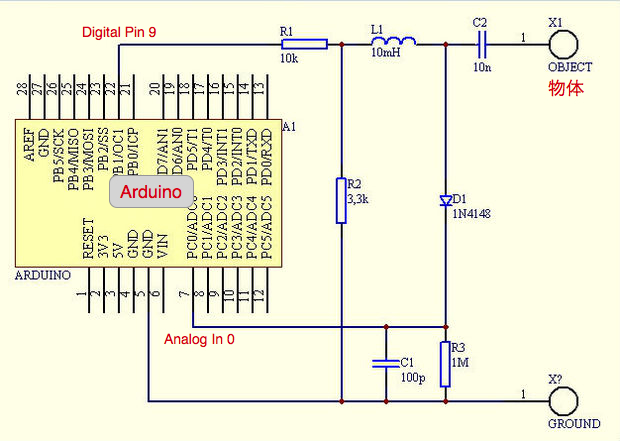 Digital Pin 9
R1
10k
L1
10mH
C2
10n
1
X1
OBJECT
物体
28
27
26
25
24
23
22
21
20
19
18
17
16
15
14
13
A1
AREF
GND
PB5/SCK
PB4/MISO
PB3/MOSI
PB2/SS
PB1/OC1
PB0/ICP
PD7/AN1
PD6/AN0
PD5/T1
PD4/T0
PD3/INT1
PD2/INT0
PD1/TXD
PD0/RXD
Arduino
R2
3,3k
D1
1N4148
RESET
3V3
5V
GND
GND
VIN
PC1/ADC1
PC2/ADC2
PC3/ADC3
PC4/ADC4
PC5/ADC5
ARDUINO
1
2
3
4
5
6
7
8
9
10
11
12
Analog In 0
C1
100p
R3
1M
1
X?
GROUND